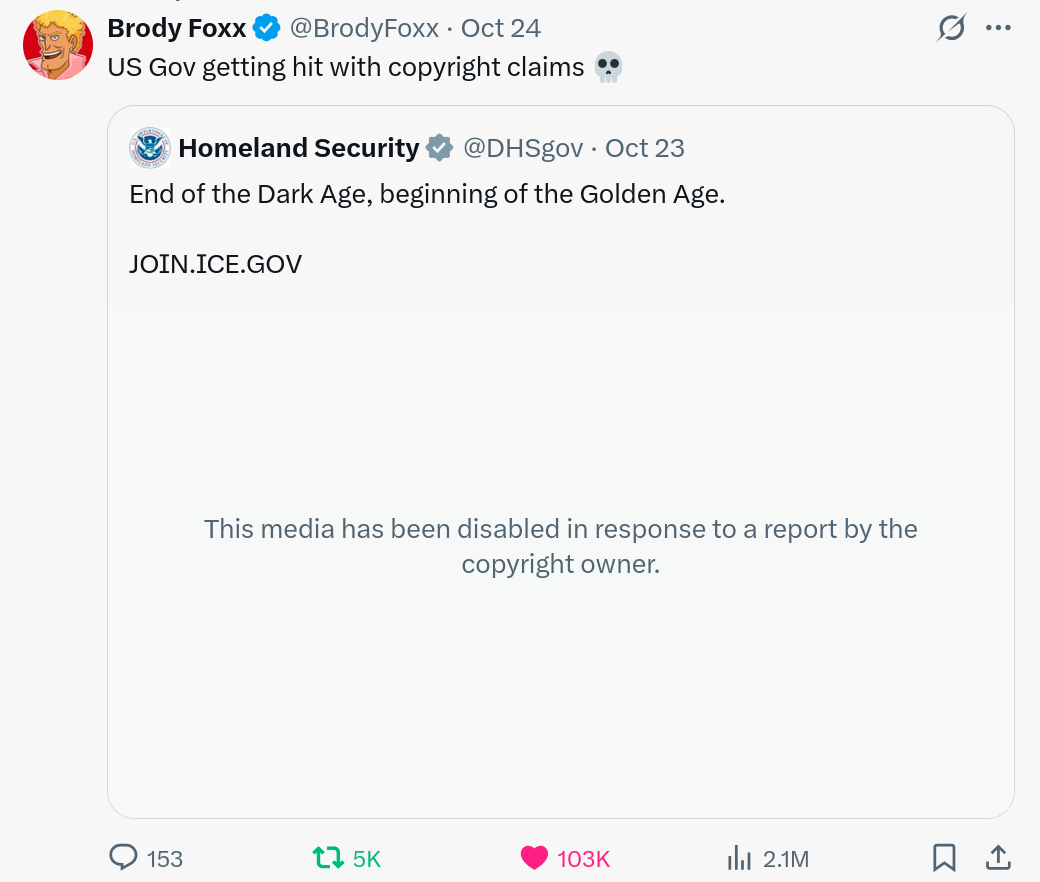 Brody Foxx @BrodyFoxx · Oct 24
US Gov getting hit with copyright claims 💀
Homeland Security @DHSgov · Oct 23
End of the Dark Age, beginning of the Golden Age.
JOIN.ICE.GOV
This media has been disabled in response to a report by the
copyright owner.
153 5K 103K 2.1M